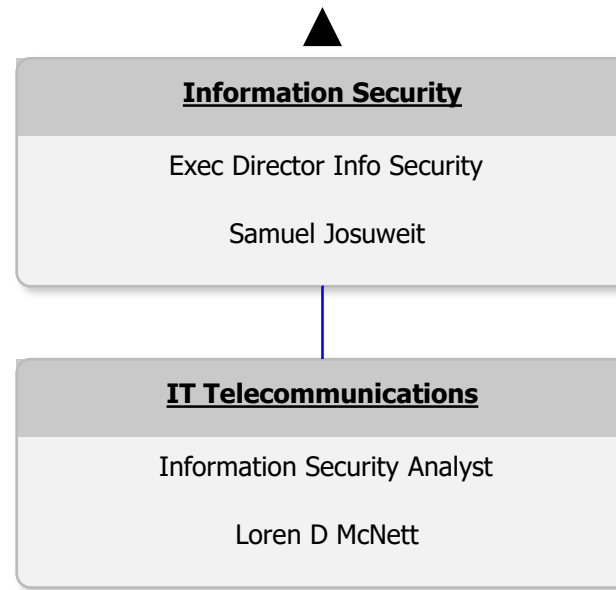 Information Security
Exec Director Info Security
Samuel Josuweit
IT Telecommunications
Information Security Analyst
Loren D McNett